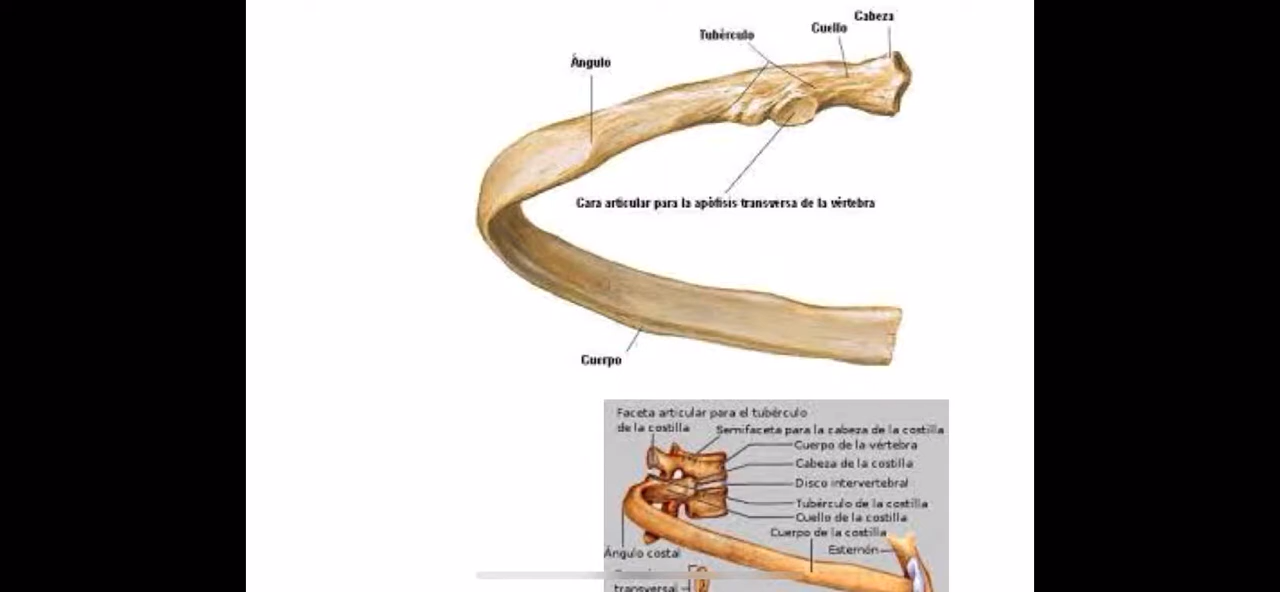 Cabeza
Cuello
Tubérculo
Ángulo
Cara articular para la apófisis transversa de la vértebra
Cuerpo
Faceta articular para el tubérculo
de la costilla
Semifaceta para la cabeza de la costilla
Cuerpo de la vértebra
Cabeza de la costilla
Disco intervertebral
Tubérculo de la costilla
Cuello de la costilla
Cuerpo de la costilla
Esternón
Ángulo costal
transversal